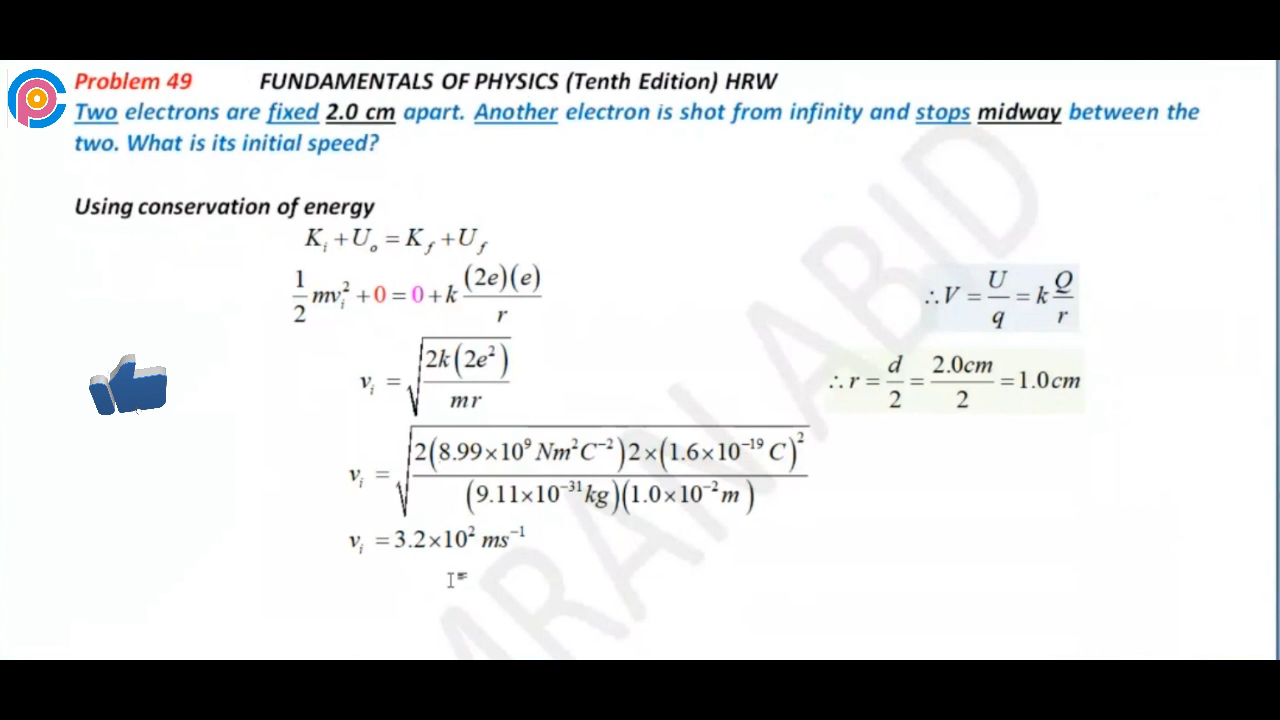 Problem 49 FUNDAMENTALS OF PHYSICS (Tenth Edition) HRW
Two electrons are fixed 2.0 cm apart. Another electron is shot from infinity and stops midway between the
two. What is its initial speed?
Using conservation of energy
K_i + U_o = K_f + U_f
1/2 mv_i^2 + 0 = 0 + k (2e)(e)/r
∴ V = U/q = k Q/r
v_i = √(2k(2e^2)/mr)
∴ r = d/2 = 2.0cm/2 = 1.0cm
v_i = √(2(8.99×10^9 Nm^2C^-2)2×(1.6×10^-19 C)^2/(9.11×10^-31 kg)(1.0×10^-2 m))
v_i = 3.2×10^2 ms^-1
MRAN ABID